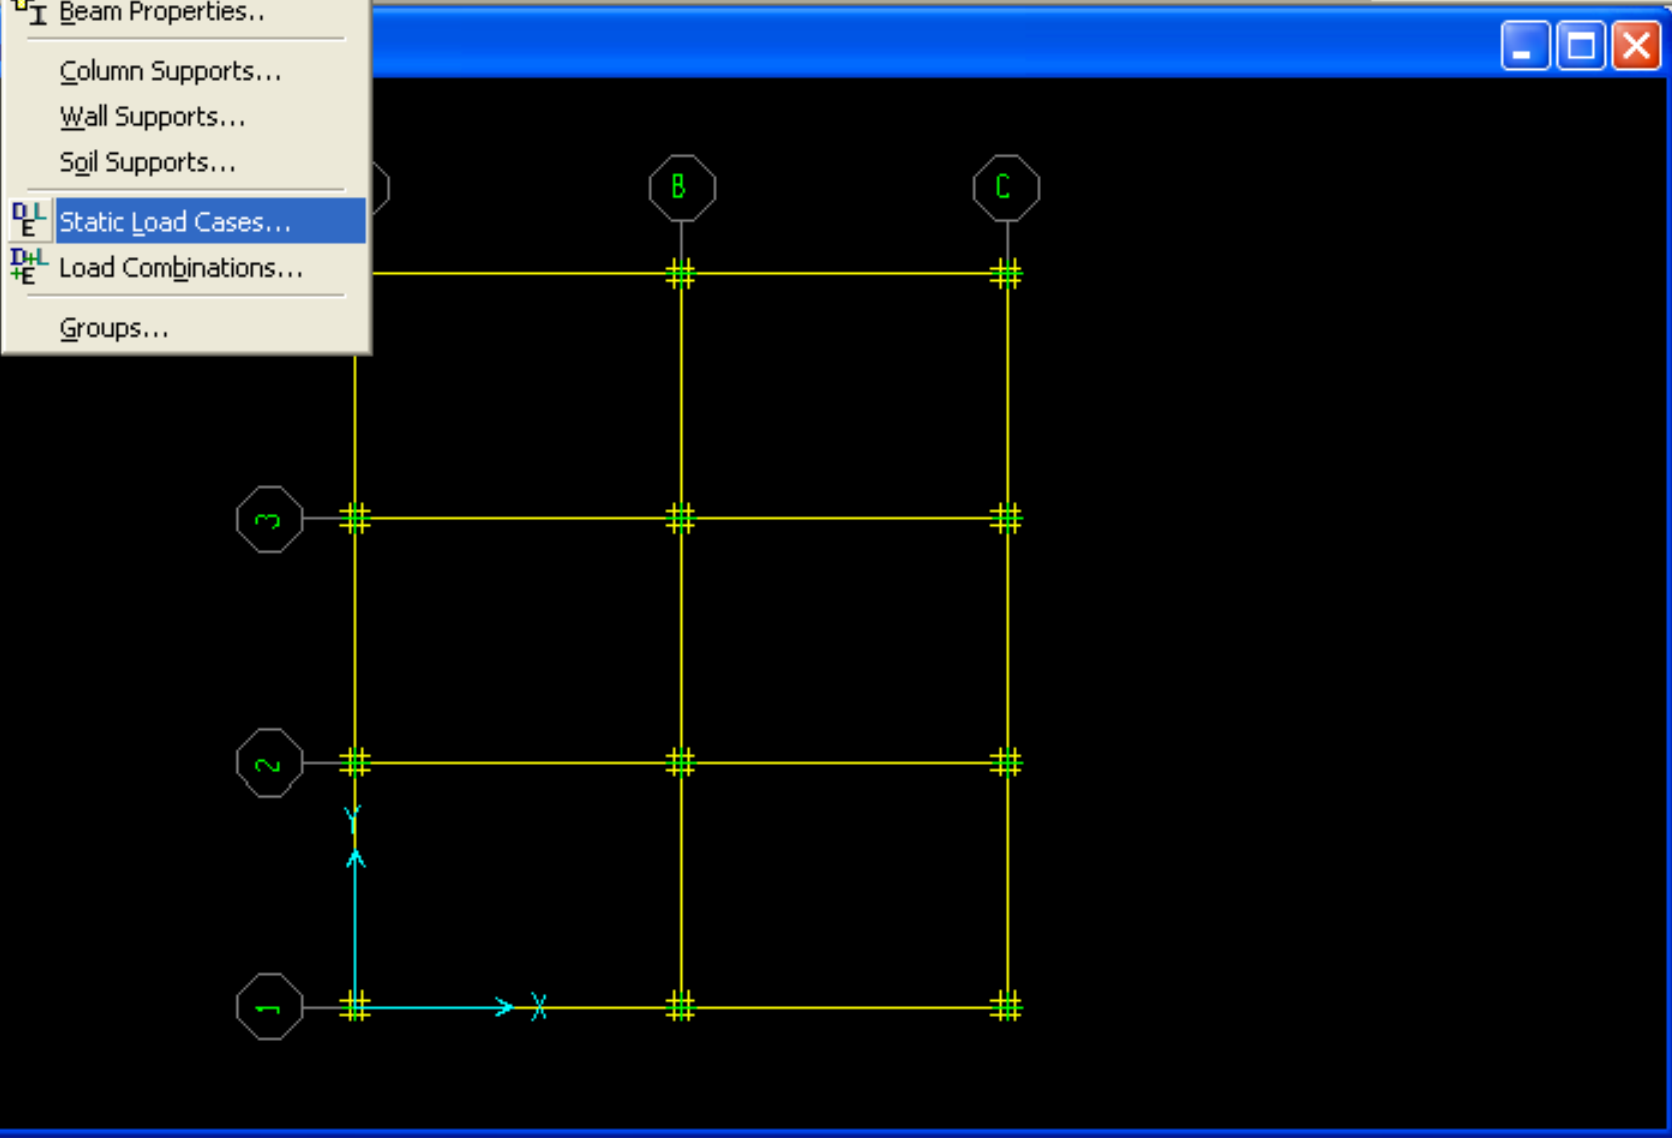 Beam Properties..
Column Supports...
Wall Supports...
Soil Supports...
D L
E
Static Load Cases...
D+L
+E
Load Combinations...
Groups...
B
C
3
2
Y
1
X